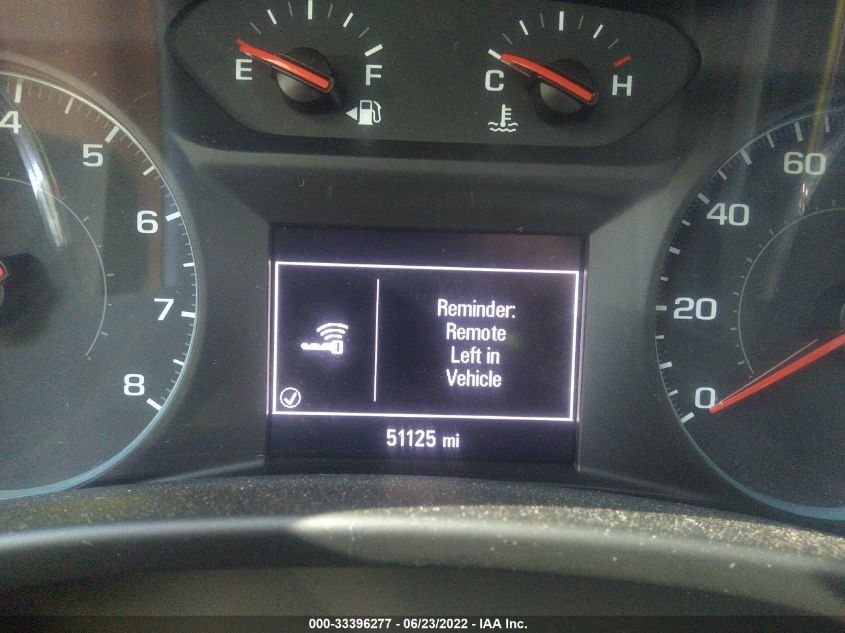 E F
C H
4
5
6
7
8
60
40
20
0
Reminder:
Remote
Left in
Vehicle
51125 mi
000-33396277 - 06/23/2022 - IAA Inc.